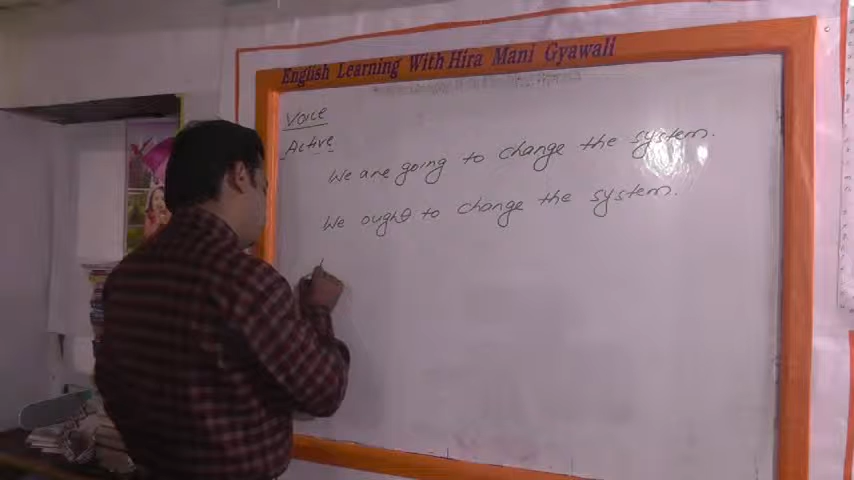 English Learning With Hira Mani Gyawali
Voice
Active
We are going to change the system.
We ought to change the system.